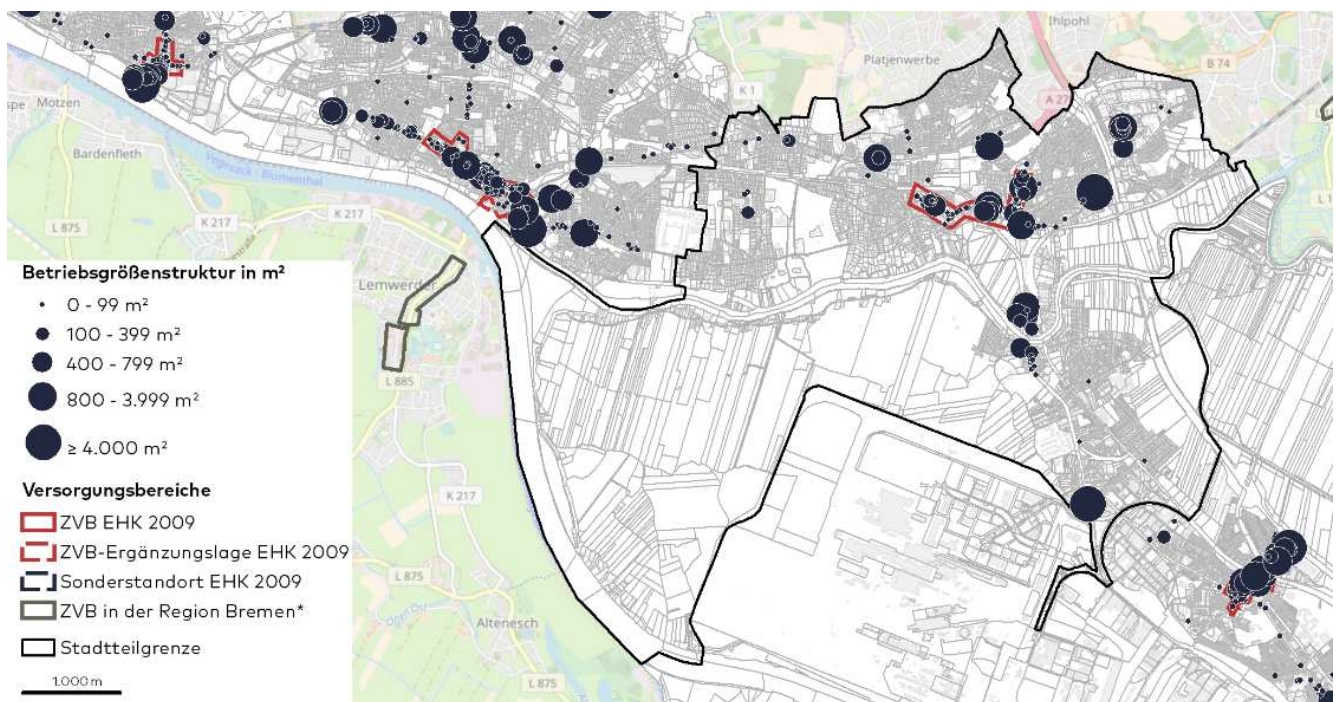 Ihlpohl
Platjenwerbe
B 74
K 1
A 27
Motzen
Bardenfleth
Vegesack - Blumenthal
K 217
K 217
L 875
Lemwerder
L 885
K 217
L 875
Altenesch
L 875
Betriebsgrößenstruktur in m²
0 - 99 m²
100 - 399 m²
400 - 799 m²
800 - 3.999 m²
≥ 4.000 m²
Versorgungsbereiche
ZVB EHK 2009
ZVB-Ergänzungslage EHK 2009
Sonderstandort EHK 2009
ZVB in der Region Bremen*
Stadtteilgrenze
1.000 m